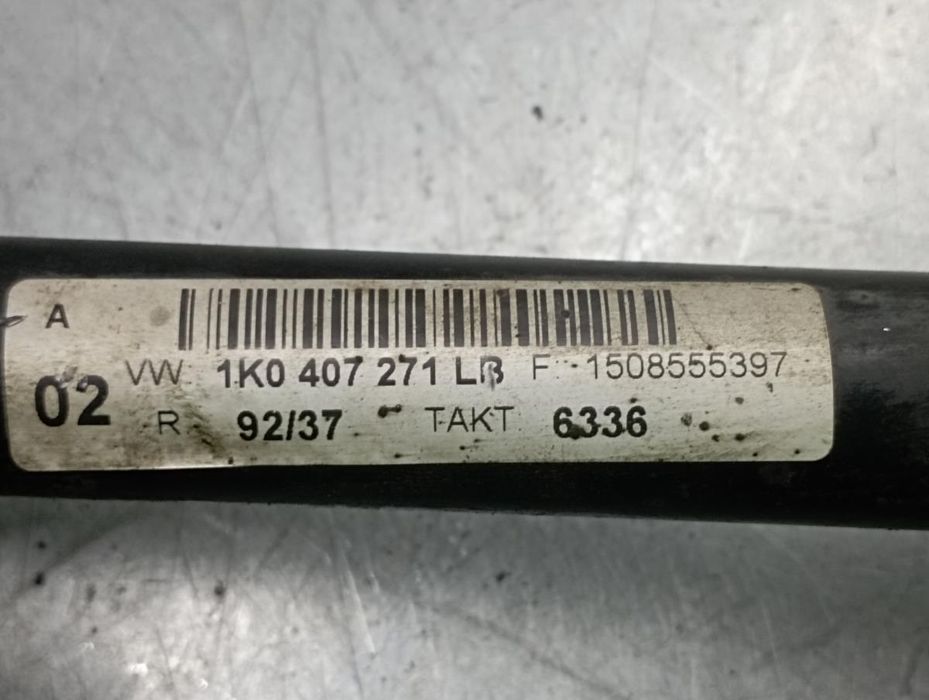 A
02
VW 1K0 407 271 LB F 1508555397
R 92/37 TAKT 6336